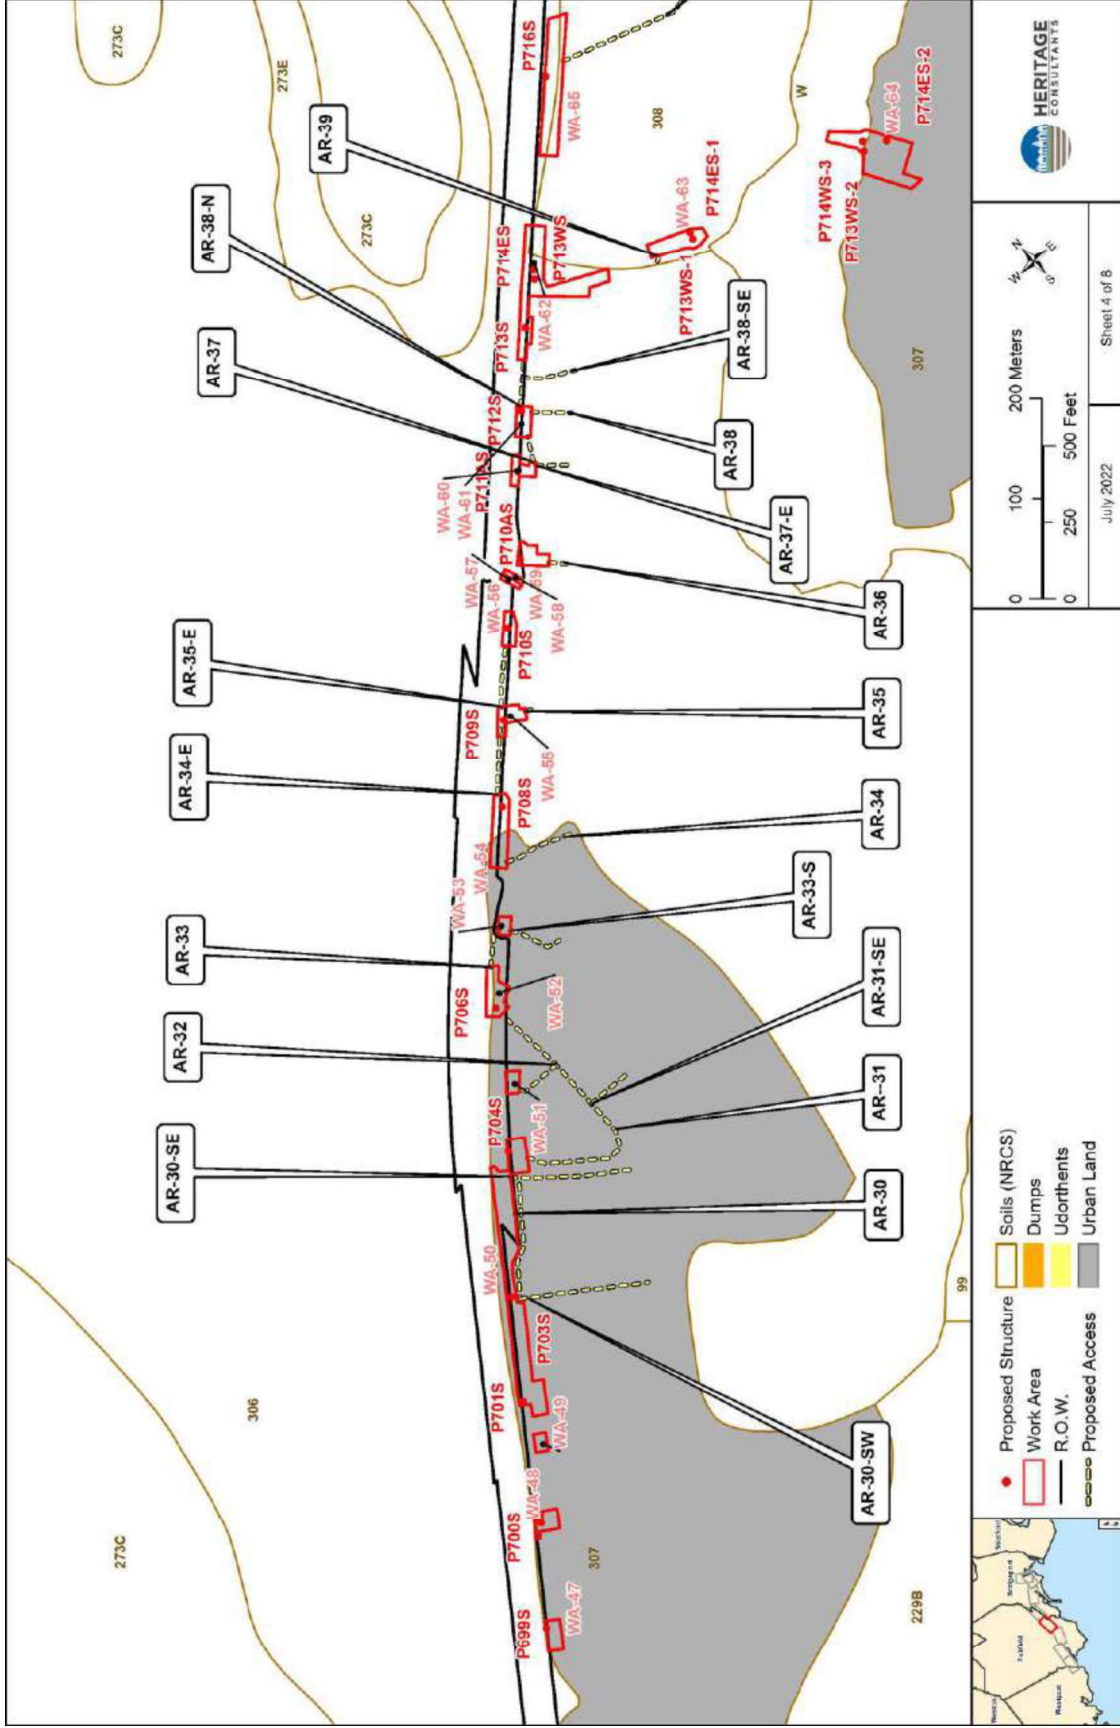 273C
273E
273C
273C
306
308
W
307
307
99
229B
AR-30-SE
AR-32
AR-33
AR-34-E
AR-35-E
AR-37
AR-38-N
AR-39
P699S
P700S
P701S
P703S
P704S
P706S
P708S
P709S
P710S
P710AS
P711AS
P712S
P713S
P714ES
P713WS
P716S
WA-47
WA-48
WA-49
WA-50
WA-51
WA-52
WA-53
WA-54
WA-55
WA-56
WA-57
WA-58
WA-59
WA-60
WA-61
WA-62
WA-63
WA-64
WA-65
P713WS-1
P714ES-1
P714WS-3
P713WS-2
P714ES-2
AR-30-SW
AR-30
AR--31
AR-31-SE
AR-33-S
AR-34
AR-35
AR-36
AR-37-E
AR-38
AR-38-SE
Fairfield
Bridgeport
Westport
Proposed Structure
Work Area
R.O.W.
Proposed Access
Soils (NRCS)
Dumps
Udorthents
Urban Land
0 100 200 Meters
0 250 500 Feet
W N
S E
July 2022
Sheet 4 of 8
HERITAGE
CONSULTANTS